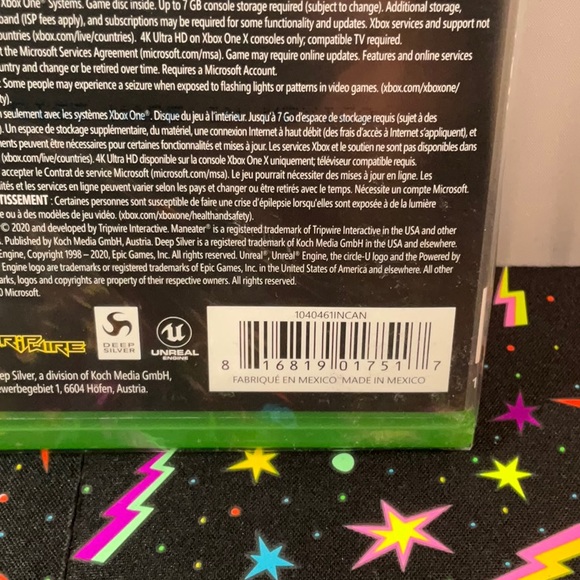 Xbox One® Systems. Game disc inside. Up to 7 GB console storage required (subject to change). Additional storage,
band (ISP fees apply), and subscriptions may be required for some functionality and updates. Xbox services and support not
countries (xbox.com/live/countries). 4K Ultra HD on Xbox One X consoles only; compatible TV required.
t the Microsoft Services Agreement (microsoft.com/msa). Game may require online updates. Features and online services
untry and change or be retired over time. Requires a Microsoft Account.
: Some people may experience a seizure when exposed to flashing lights or patterns in video games. (xbox.com/xboxone/
ty).
seulement avec les systèmes Xbox One®. Disque du jeu à l'intérieur. Jusqu'à 7 Go d'espace de stockage requis (sujet à des
). Un espace de stockage supplémentaire, du matériel, une connexion Internet à haut débit (des frais d'accès à Internet s'appliquent), et
ments peuvent être nécessaires pour certaines fonctionnalités et mises à jour. Les services Xbox et le soutien ne sont pas disponibles dans
(xbox.com/live/countries). 4K Ultra HD disponible sur la console Xbox One X uniquement; téléviseur compatible requis.
accepter le Contrat de service Microsoft (microsoft.com/msa). Le jeu pourrait nécessiter des mises à jour en ligne. Les
lités et les services en ligne peuvent varier selon les pays et changer ou être retirés avec le temps. Nécessite un compte Microsoft.
TISSEMENT : Certaines personnes sont susceptible de faire une crise d'épilepsie lorsqu'elles sont exposée à de la lumière
e ou à des modèles de jeu vidéo. (xbox.com/xboxone/healthandsafety).
© 2020 and developed by Tripwire Interactive. Maneater® is a registered trademark of Tripwire Interactive in the USA and other
. Published by Koch Media GmbH, Austria. Deep Silver is a registered trademark of Koch Media GmbH in the USA and elsewhere.
Engine, Copyright 1998 – 2020, Epic Games, Inc. All rights reserved. Unreal®, Unreal® Engine, the circle-U logo and the Powered by
Engine logo are trademarks or registered trademarks of Epic Games, Inc. in the United States of America and elsewhere. All other
arks, logos and copyrights are property of their respective owners. All rights reserved.
0 Microsoft.
TRIPWIRE
DEEP
SILVER
UNREAL
ENGINE
1040461INCAN
8 16819 01751 7
FABRIQUÉ EN MEXICO MADE IN MEXICO
eep Silver, a division of Koch Media GmbH,
ewerbegebiet 1, 6604 Höfen, Austria.
1